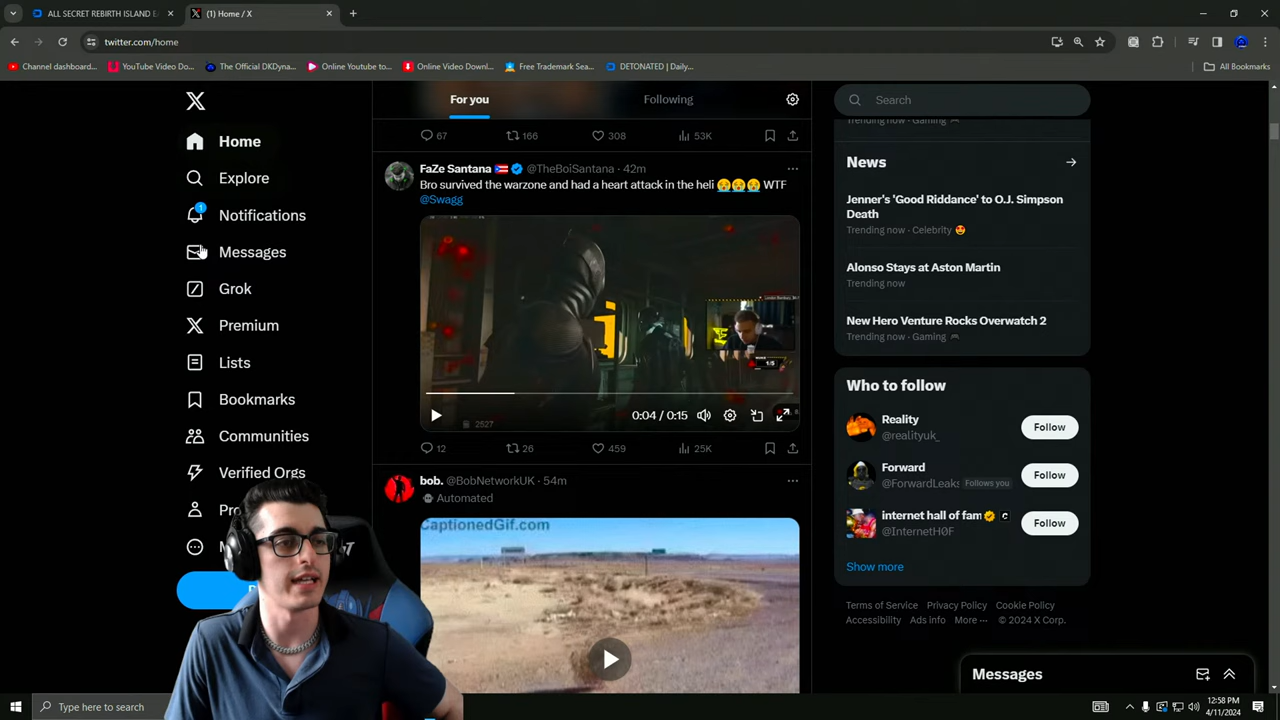 ALL SECRET REBIRTH ISLAND E
(1) Home / X
twitter.com/home
Channel dashboard...
YouTube Video Do...
The Official DKDyna...
Online Youtube to...
Online Video Downl...
Free Trademark Sea...
DETONATED | Daily...
All Bookmarks
Home
Explore
1
Notifications
Messages
Grok
Premium
Lists
Bookmarks
Communities
Verified Orgs
For you
Following
67
166
308
53K
FaZe Santana 🇵🇷 @TheBoiSantana · 42m
Bro survived the warzone and had a heart attack in the heli 😭😭😭 WTF
@Swagg
1/5
0:04 / 0:15
2527
12
26
459
25K
bob. @BobNetworkUK · 54m
Automated
CaptionedGif.com
Search
Trending now · Gaming
News
Jenner's 'Good Riddance' to O.J. Simpson
Death
Trending now · Celebrity 😍
Alonso Stays at Aston Martin
Trending now
New Hero Venture Rocks Overwatch 2
Trending now · Gaming
Who to follow
Reality
@realityuk_
Follow
Forward
@ForwardLeaks Follows you
Follow
internet hall of fam
@InternetH0F
Follow
Show more
Terms of Service Privacy Policy Cookie Policy
Accessibility Ads info More ··· © 2024 X Corp.
Messages
Type here to search
12:58 PM
4/11/2024